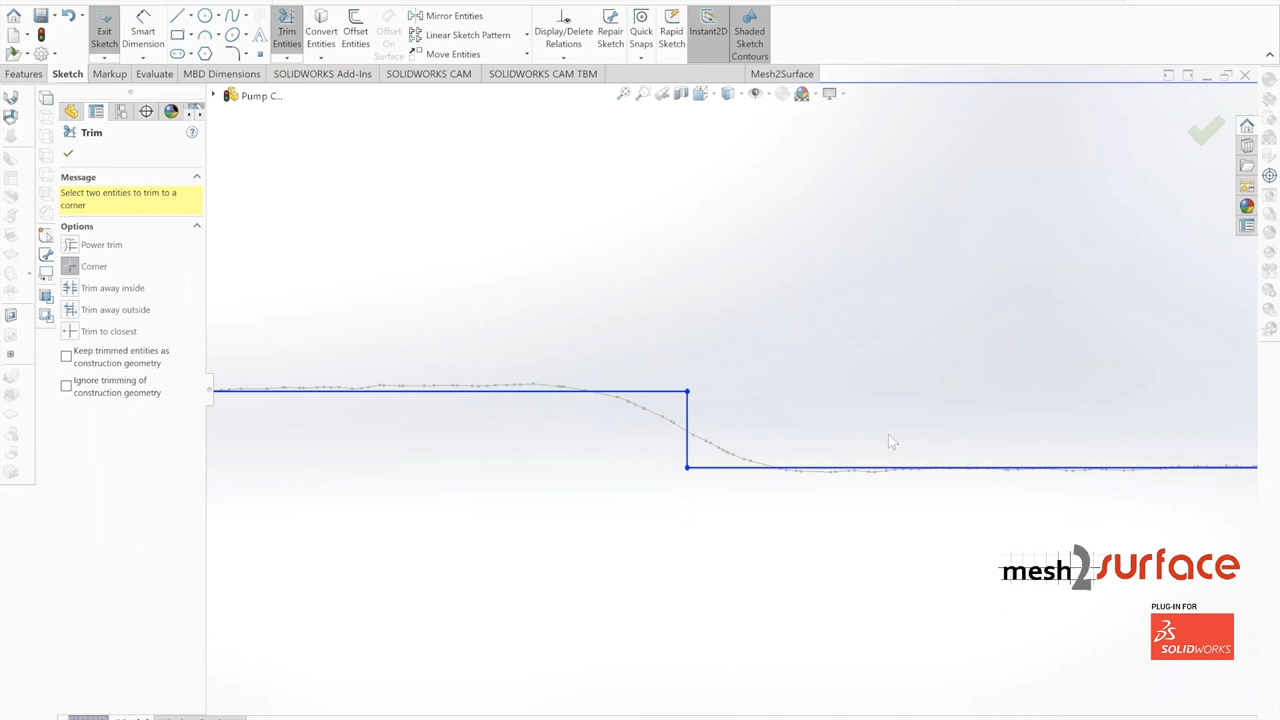 Exit Sketch
Smart Dimension
Trim Entities
Convert Entities
Offset Entities
Offset On Surface
Mirror Entities
Linear Sketch Pattern
Move Entities
Display/Delete Relations
Repair Sketch
Quick Snaps
Rapid Sketch
Instant2D
Shaded Sketch Contours
Features
Sketch
Markup
Evaluate
MBD Dimensions
SOLIDWORKS Add-Ins
SOLIDWORKS CAM
SOLIDWORKS CAM TBM
Mesh2Surface
Pump C...
Trim
Message
Select two entities to trim to a
corner
Options
Power trim
Corner
Trim away inside
Trim away outside
Trim to closest
Keep trimmed entities as
construction geometry
Ignore trimming of
construction geometry
mesh2surface
PLUG-IN FOR
SOLIDWORKS